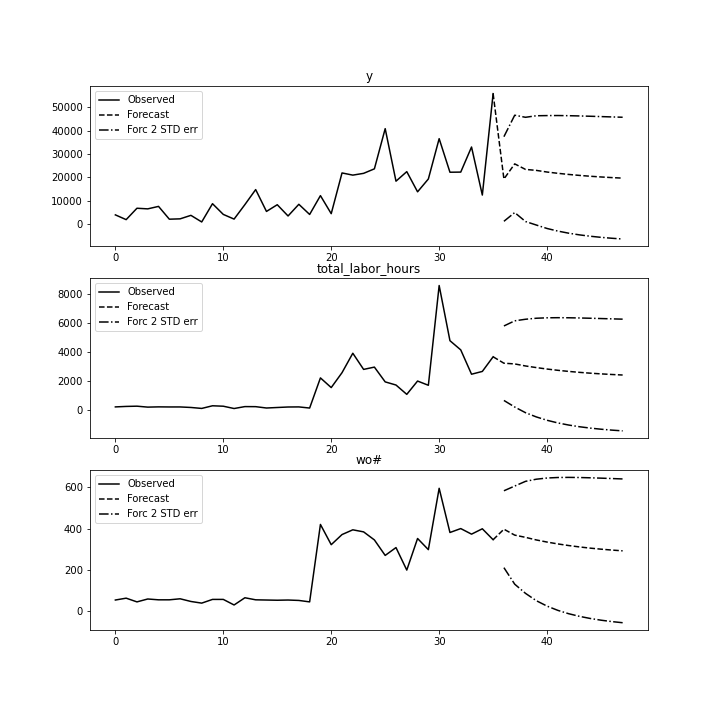 y
Observed
Forecast
Forc 2 STD err
50000
40000
30000
20000
10000
0
0 10 20 30 40
total_labor_hours
Observed
Forecast
Forc 2 STD err
8000
6000
4000
2000
0
0 10 20 30 40
wo#
Observed
Forecast
Forc 2 STD err
600
400
200
0
0 10 20 30 40